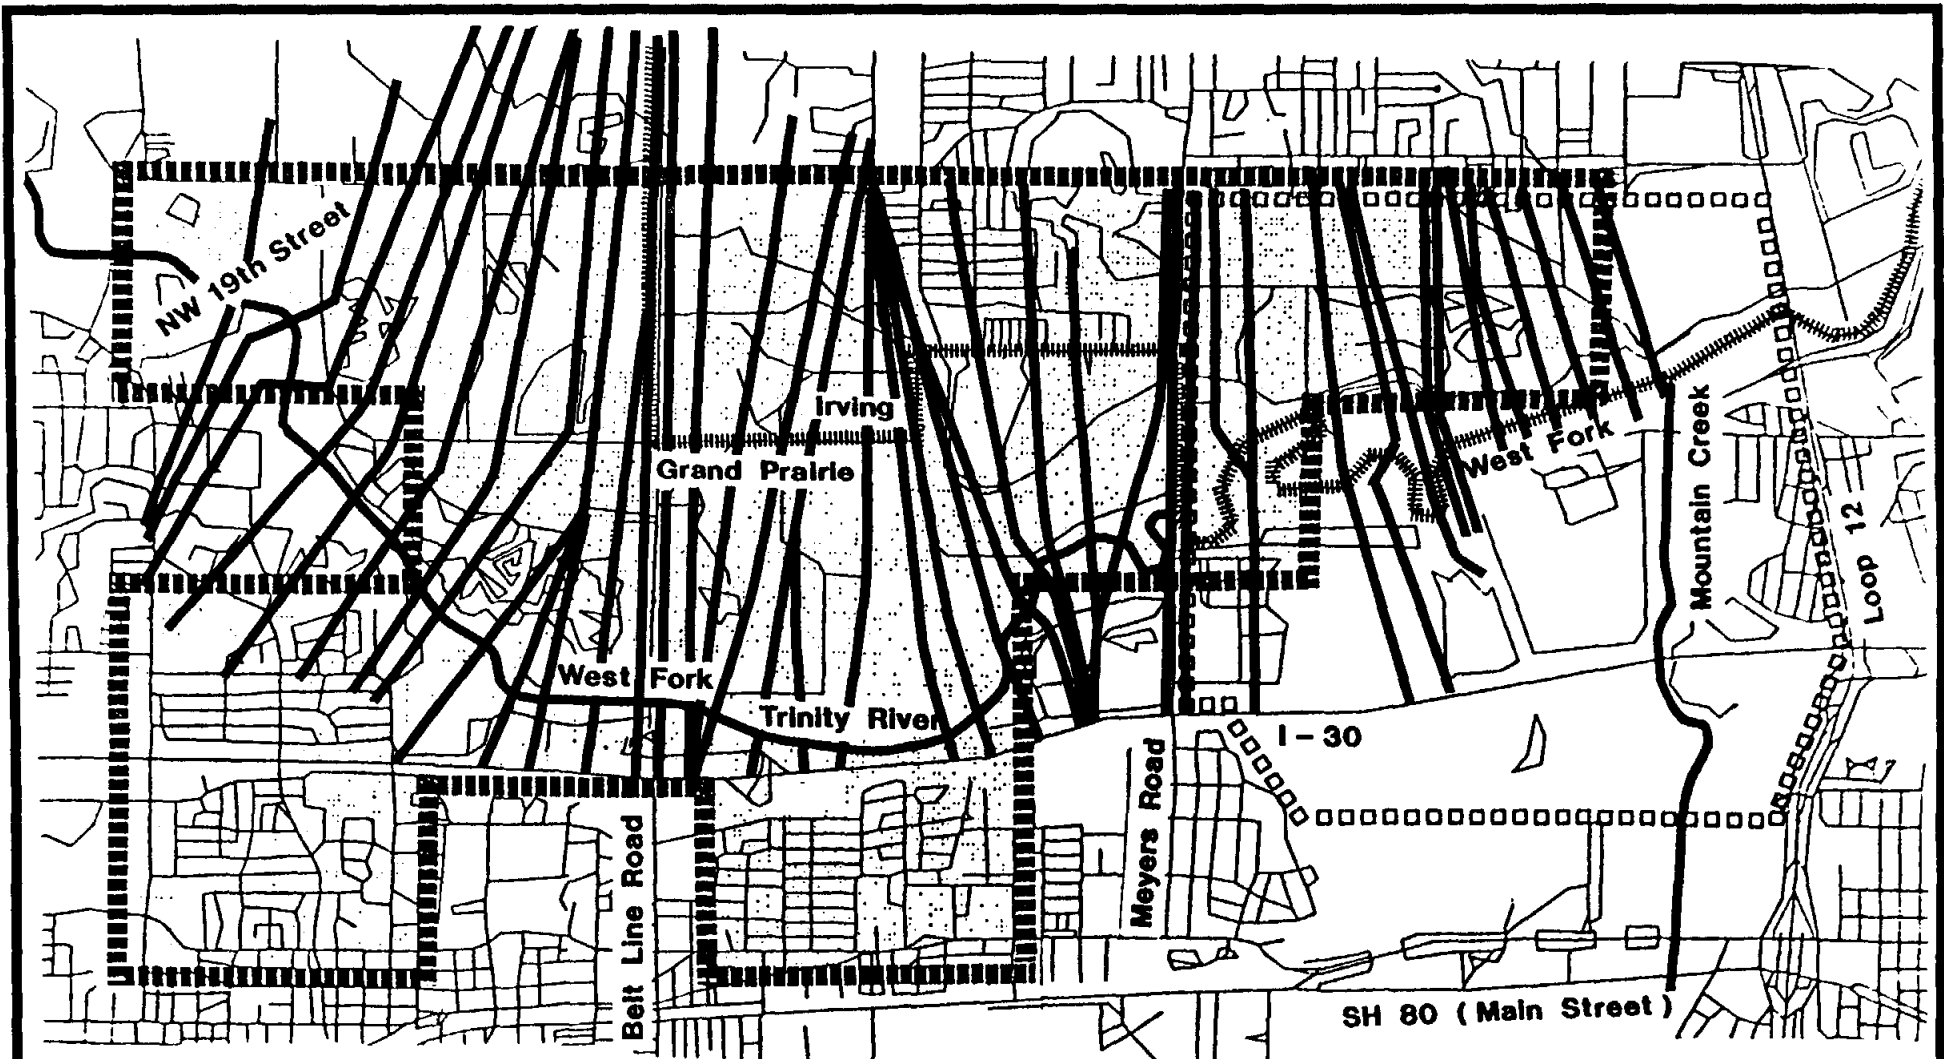 NW 19th Street
Irving
Grand Prairie
West Fork
Mountain Creek
Loop 12
West Fork
Trinity River
I-30
Meyers Road
Belt Line Road
SH 80 (Main Street)